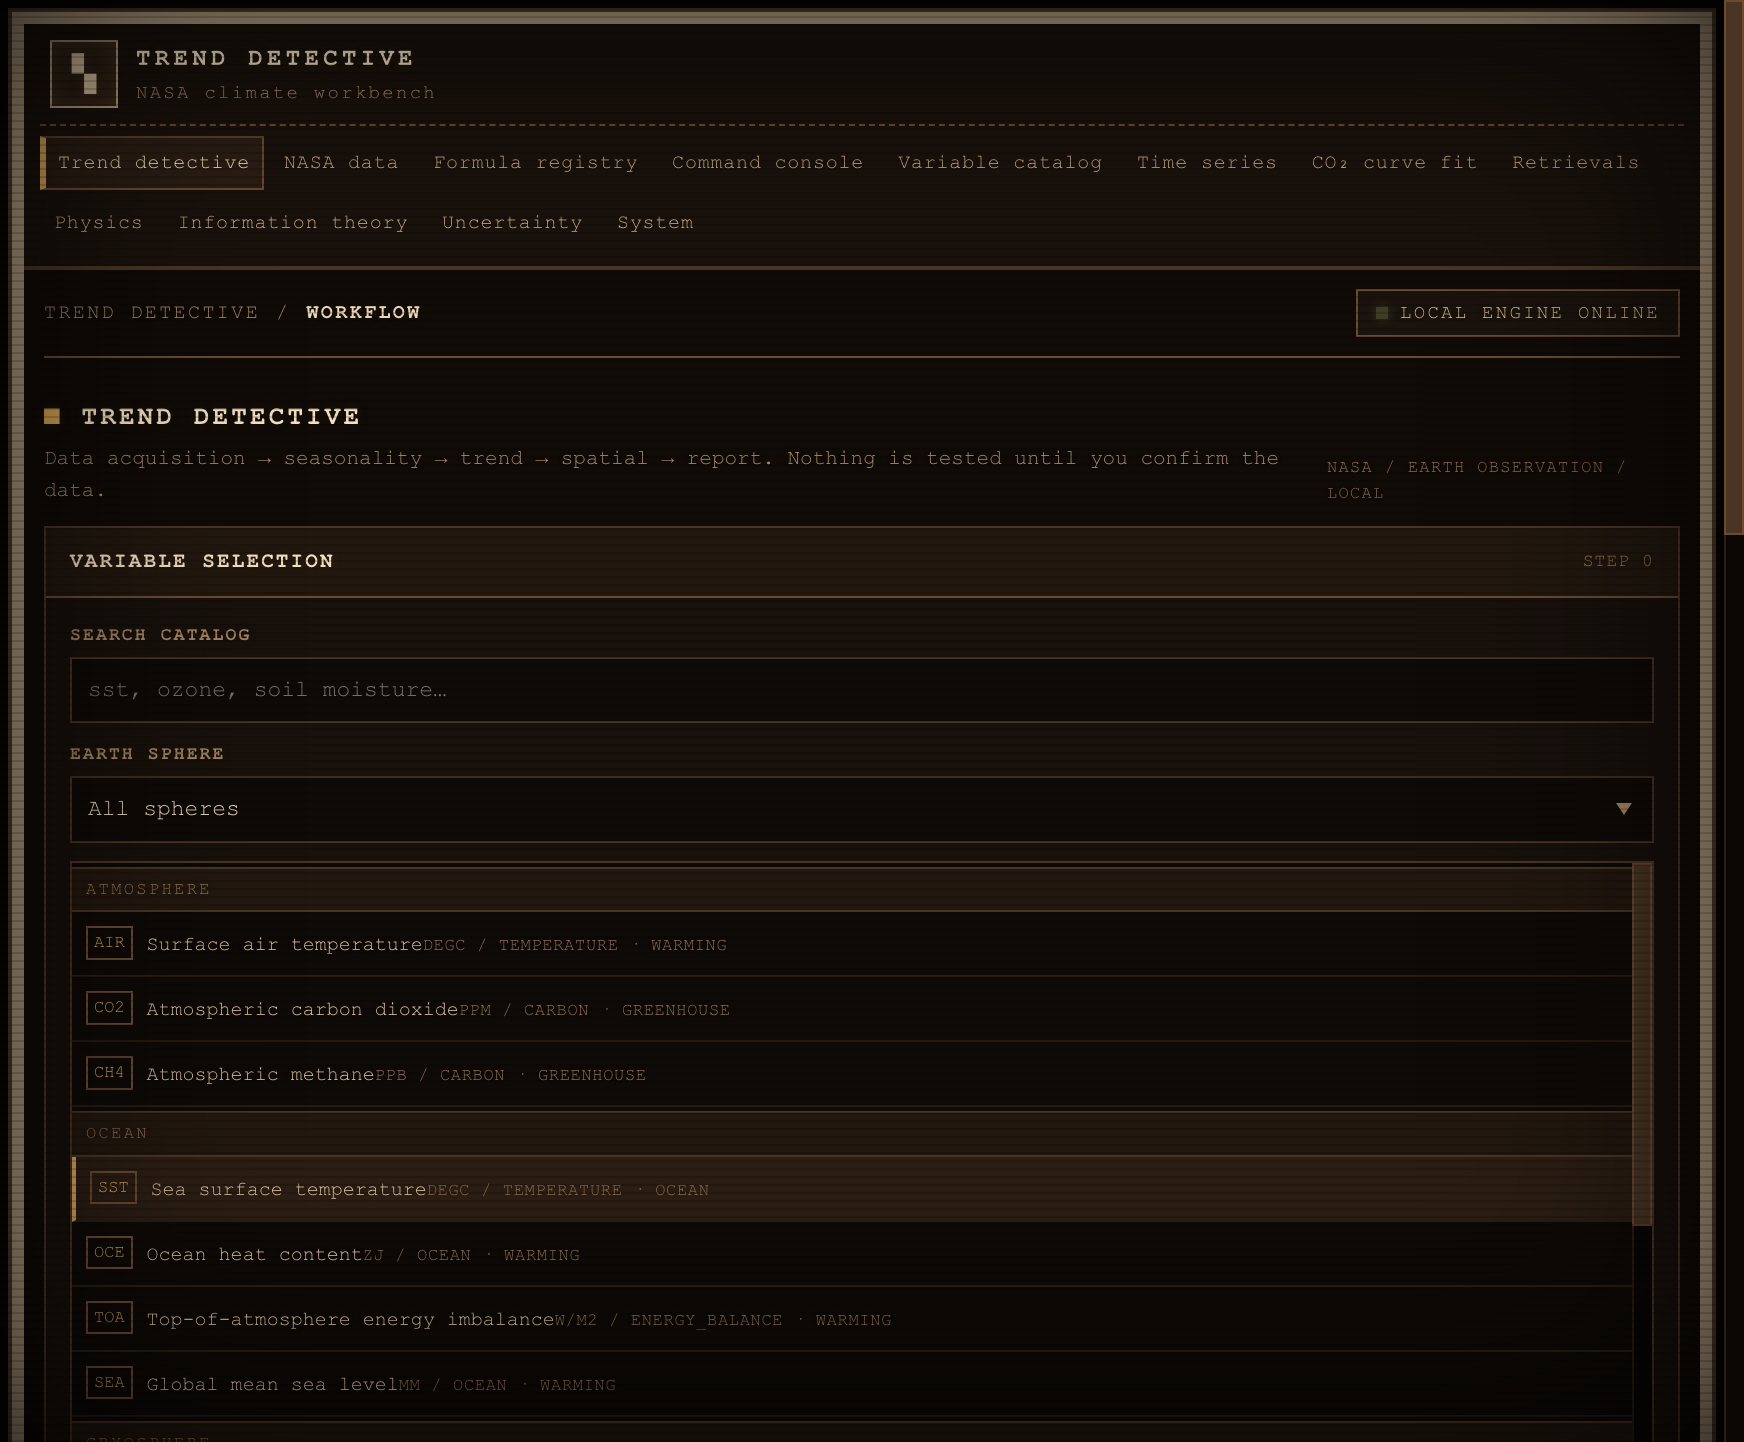 TREND DETECTIVE
NASA climate workbench
Trend detective NASA data Formula registry Command console Variable catalog Time series CO₂ curve fit Retrievals
Physics Information theory Uncertainty System
TREND DETECTIVE / WORKFLOW
LOCAL ENGINE ONLINE
TREND DETECTIVE
Data acquisition → seasonality → trend → spatial → report. Nothing is tested until you confirm the
data.
NASA / EARTH OBSERVATION /
LOCAL
VARIABLE SELECTION
STEP 0
SEARCH CATALOG
sst, ozone, soil moisture…
EARTH SPHERE
All spheres
ATMOSPHERE
AIR Surface air temperatureDEGC / TEMPERATURE · WARMING
CO2 Atmospheric carbon dioxidePPM / CARBON · GREENHOUSE
CH4 Atmospheric methanePPB / CARBON · GREENHOUSE
OCEAN
SST Sea surface temperatureDEGC / TEMPERATURE · OCEAN
OCE Ocean heat contentZJ / OCEAN · WARMING
TOA Top-of-atmosphere energy imbalanceW/M2 / ENERGY_BALANCE · WARMING
SEA Global mean sea levelMM / OCEAN · WARMING
CRYOSPHERE